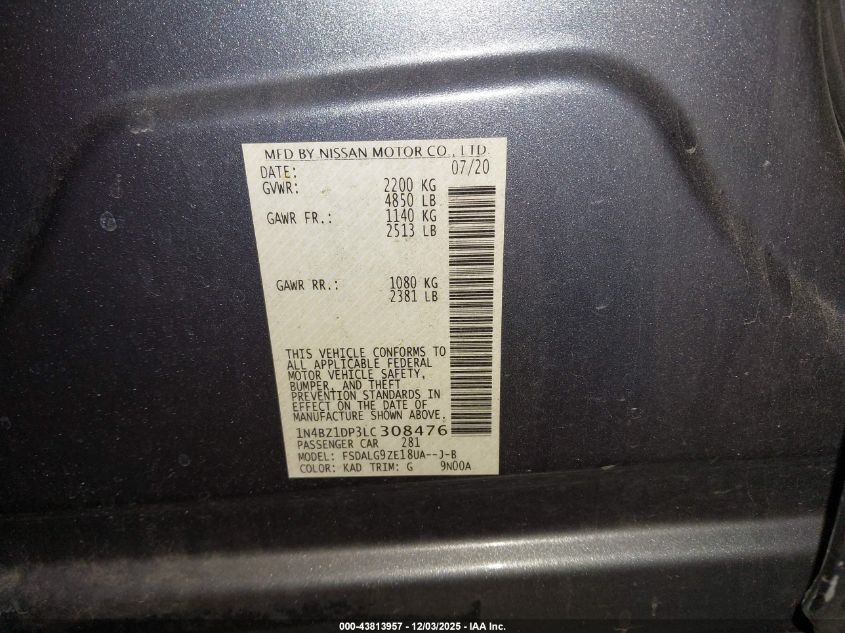 MFD BY NISSAN MOTOR CO., LTD.
DATE: 07/20
GVWR: 2200 KG
4850 LB
GAWR FR.: 1140 KG
2513 LB
GAWR RR.: 1080 KG
2381 LB
THIS VEHICLE CONFORMS TO
ALL APPLICABLE FEDERAL
MOTOR VEHICLE SAFETY,
BUMPER, AND THEFT
PREVENTION STANDARDS IN
EFFECT ON THE DATE OF
MANUFACTURE SHOWN ABOVE.
1N4BZ1DP3LC308476
PASSENGER CAR 281
MODEL: FSDALG9ZE18UA--J-B
COLOR: KAD TRIM: G 9N00A
000-43813957 - 12/03/2025 - IAA Inc.